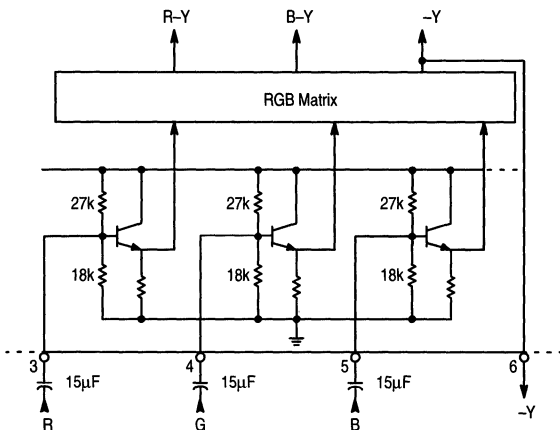 R–Y B–Y –Y
RGB Matrix
27k 27k 27k
18k 18k 18k
3 4 5 6
15µF 15µF 15µF
R G B ~Y